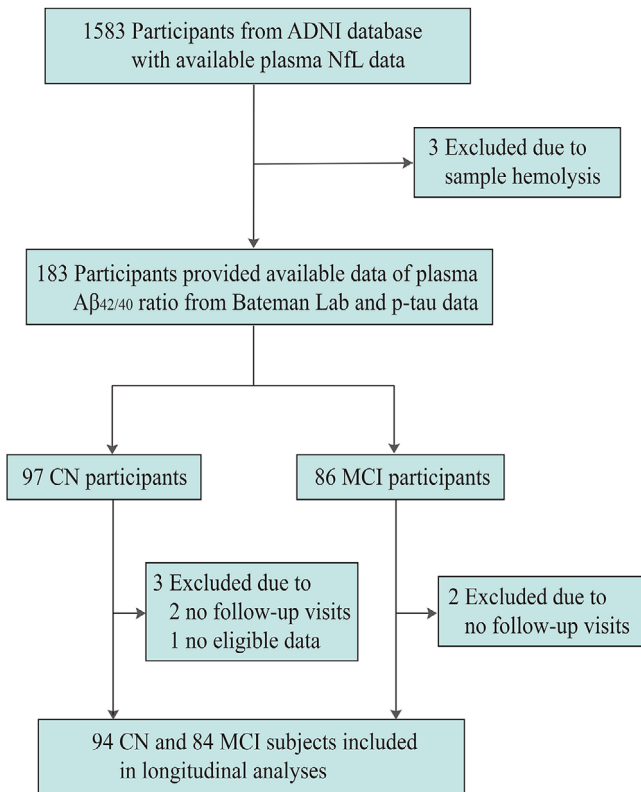 1583 Participants from ADNI database
with available plasma NfL data
3 Excluded due to
sample hemolysis
183 Participants provided available data of plasma
Aβ42/40 ratio from Bateman Lab and p-tau data
97 CN participants
86 MCI participants
3 Excluded due to
2 no follow-up visits
1 no eligible data
2 Excluded due to
no follow-up visits
94 CN and 84 MCI subjects included
in longitudinal analyses